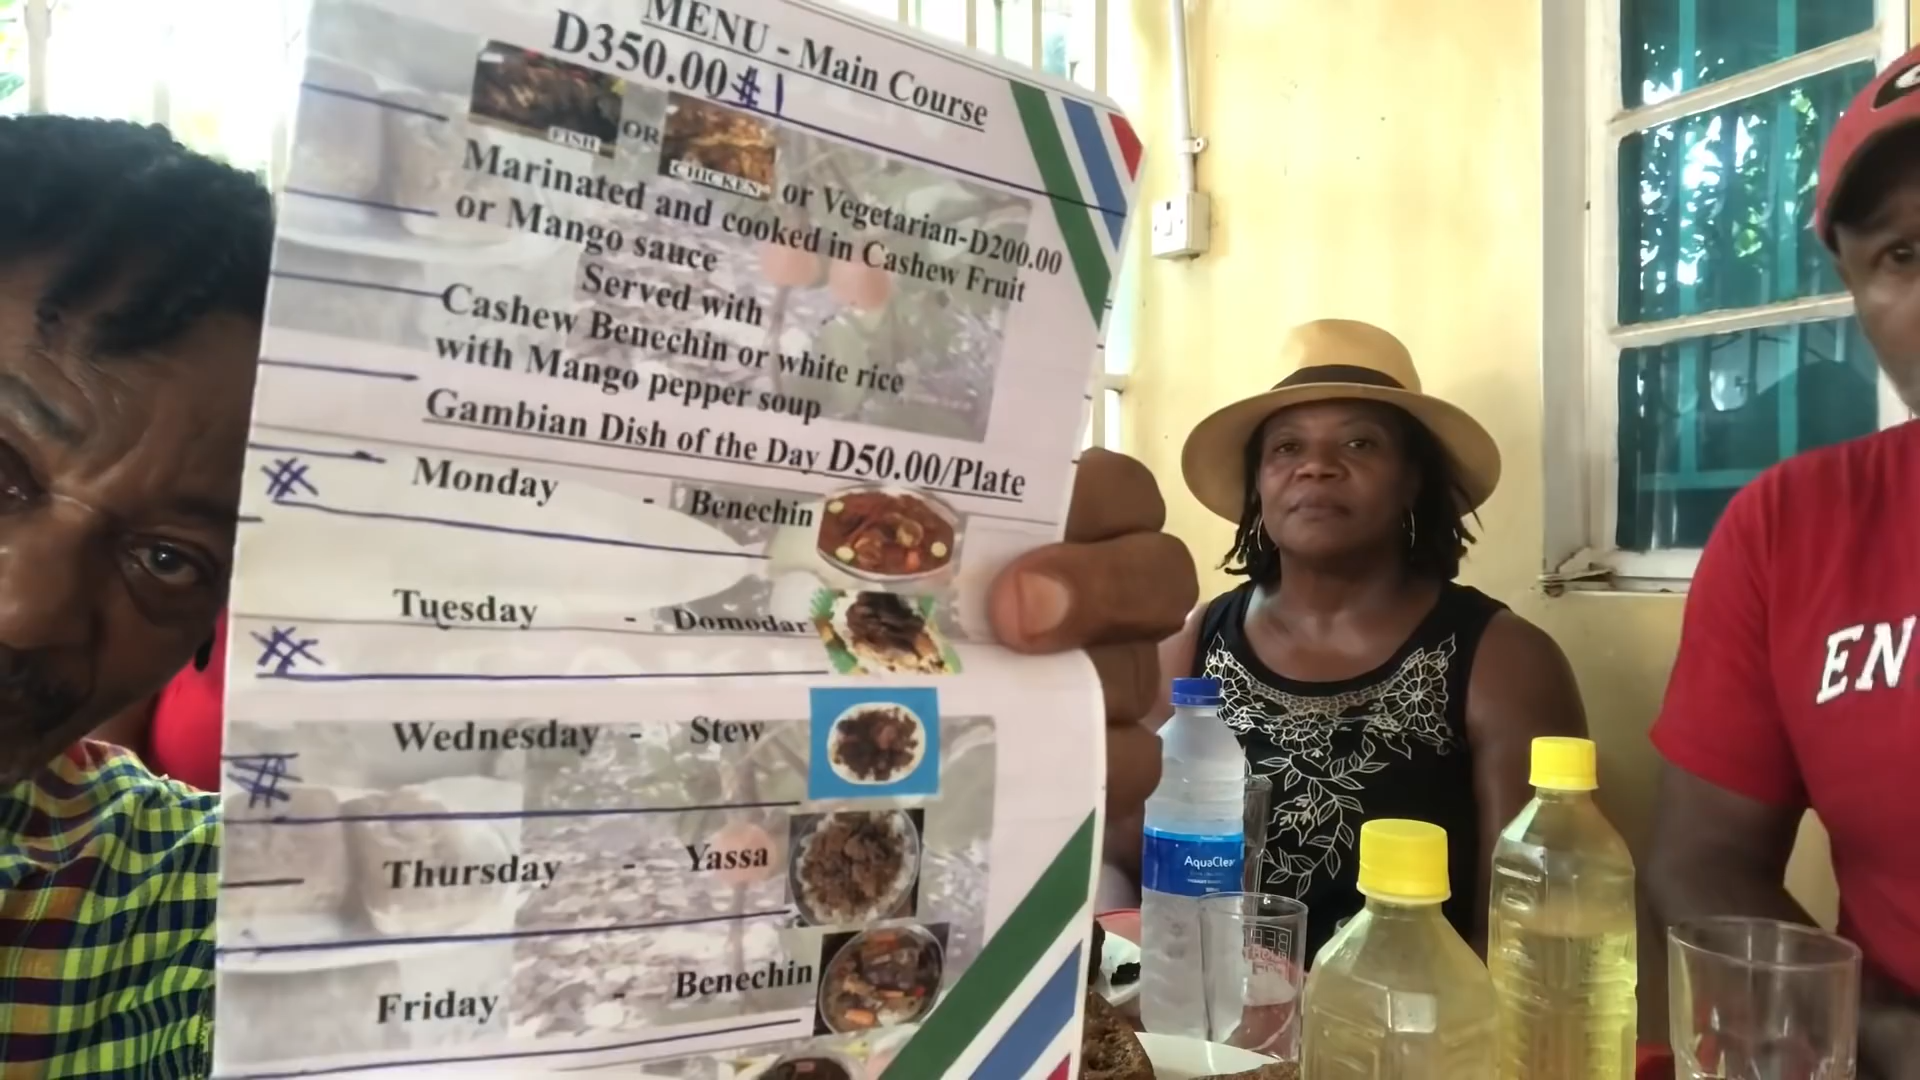 MENU - Main Course
D350.00 #1
FISH OR CHICKEN or Vegetarian-D200.00
Marinated and cooked in Cashew Fruit
or Mango sauce
Served with
Cashew Benechin or white rice
with Mango pepper soup
Gambian Dish of the Day D50.00/Plate
Monday - Benechin
Tuesday - Domodar
Wednesday - Stew
Thursday - Yassa
Friday - Benechin
AquaClear
EN